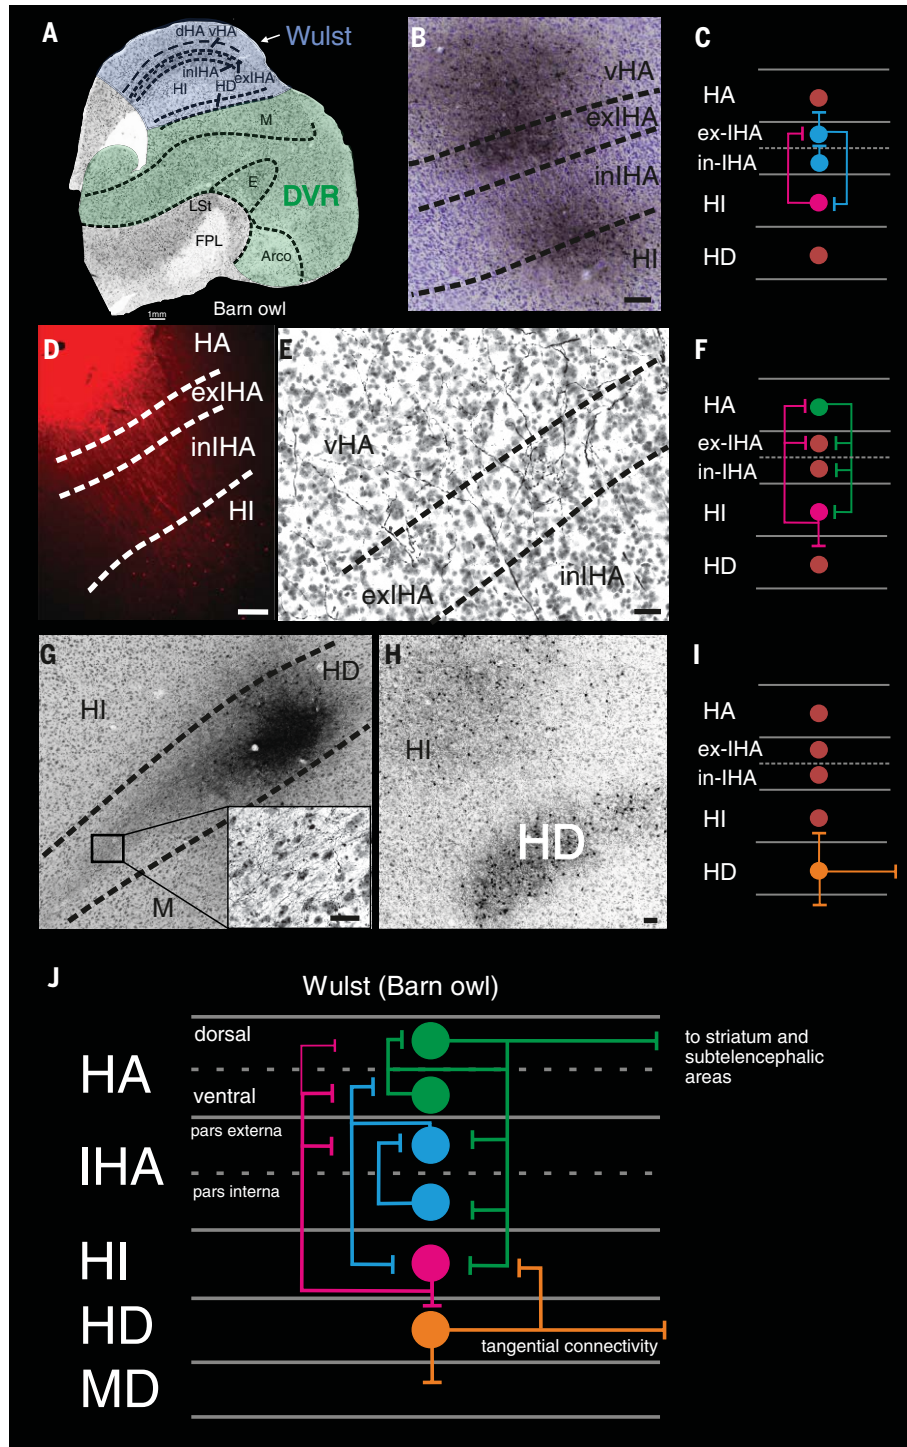 A
dHA vHA
Wulst
inIHA
exIHA
HI
HD
M
E
DVR
LSt
FPL
Arco
1mm
Barn owl
B
vHA
exIHA
inIHA
HI
C
HA
ex-IHA
in-IHA
HI
HD
D
HA
exIHA
inIHA
HI
E
vHA
exIHA
inIHA
F
HA
ex-IHA
in-IHA
HI
HD
G
HD
HI
M
H
HI
HD
I
HA
ex-IHA
in-IHA
HI
HD
J
Wulst (Barn owl)
HA
dorsal
ventral
to striatum and
subtelencephalic
areas
IHA
pars externa
pars interna
HI
HD
tangential connectivity
MD